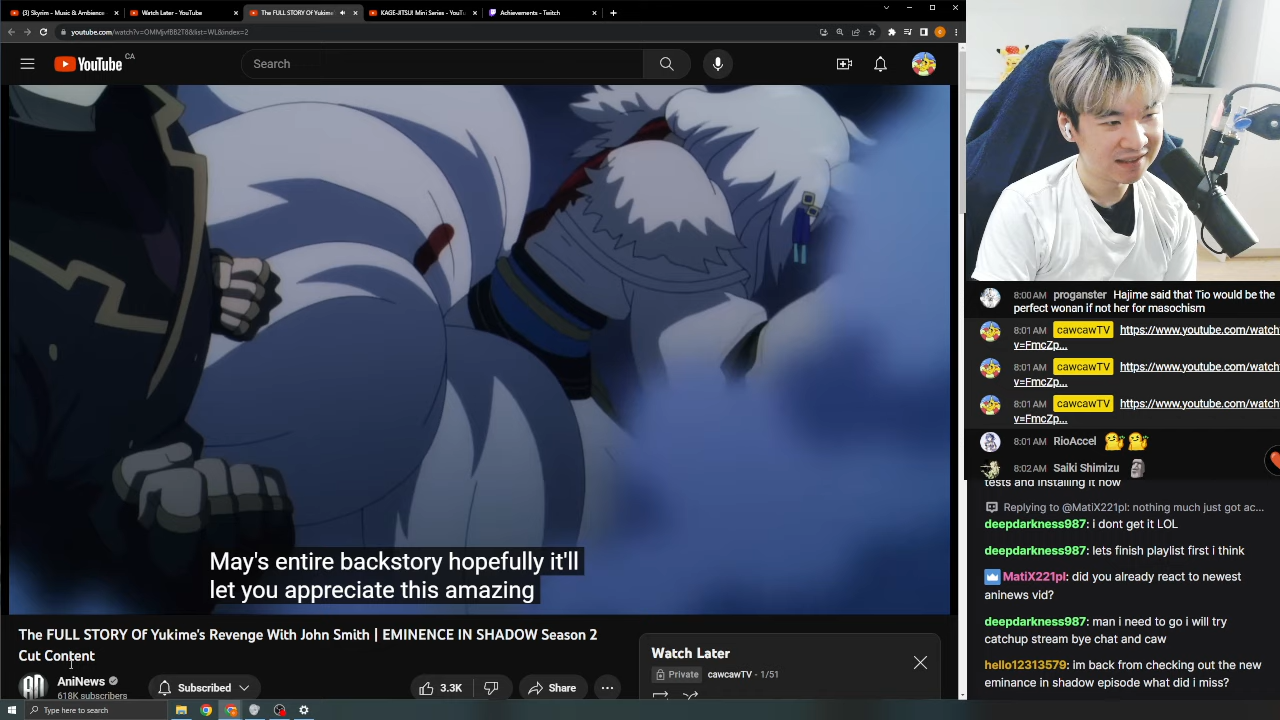 (3) Skyrim - Music & Ambience
Watch Later - YouTube
The FULL STORY OF Yukime
KAGE-JITSU! Mini Series - YouT
Achievements - Twitch
youtube.com/watch?v=OMMjvfB82T8&list=WL&index=2
YouTube CA
Search
May's entire backstory hopefully it'll
let you appreciate this amazing
The FULL STORY Of Yukime's Revenge With John Smith | EMINENCE IN SHADOW Season 2
Cut Content
AniNews
618K subscribers
Subscribed
3.3K
Share
Watch Later
Private cawcawTV - 1/51
Type here to search
8:00 AM proganster Hajime said that Tio would be the
perfect wonan if not her for masochism
8:01 AM cawcawTV https://www.youtube.com/watch
v=FmcZp...
8:01 AM cawcawTV https://www.youtube.com/watch
v=FmcZp...
8:01 AM cawcawTV https://www.youtube.com/watch
v=FmcZp...
8:01 AM RioAccel
8:02 AM Saiki Shimizu
tests and installing it now
Replying to @MatiX221pl: nothing much just got ac...
deepdarkness987: i dont get it LOL
deepdarkness987: lets finish playlist first i think
MatiX221pl: did you already react to newest
aninews vid?
deepdarkness987: man i need to go i will try
catchup stream bye chat and caw
hello12313579: im back from checking out the new
eminence in shadow episode what did i miss?